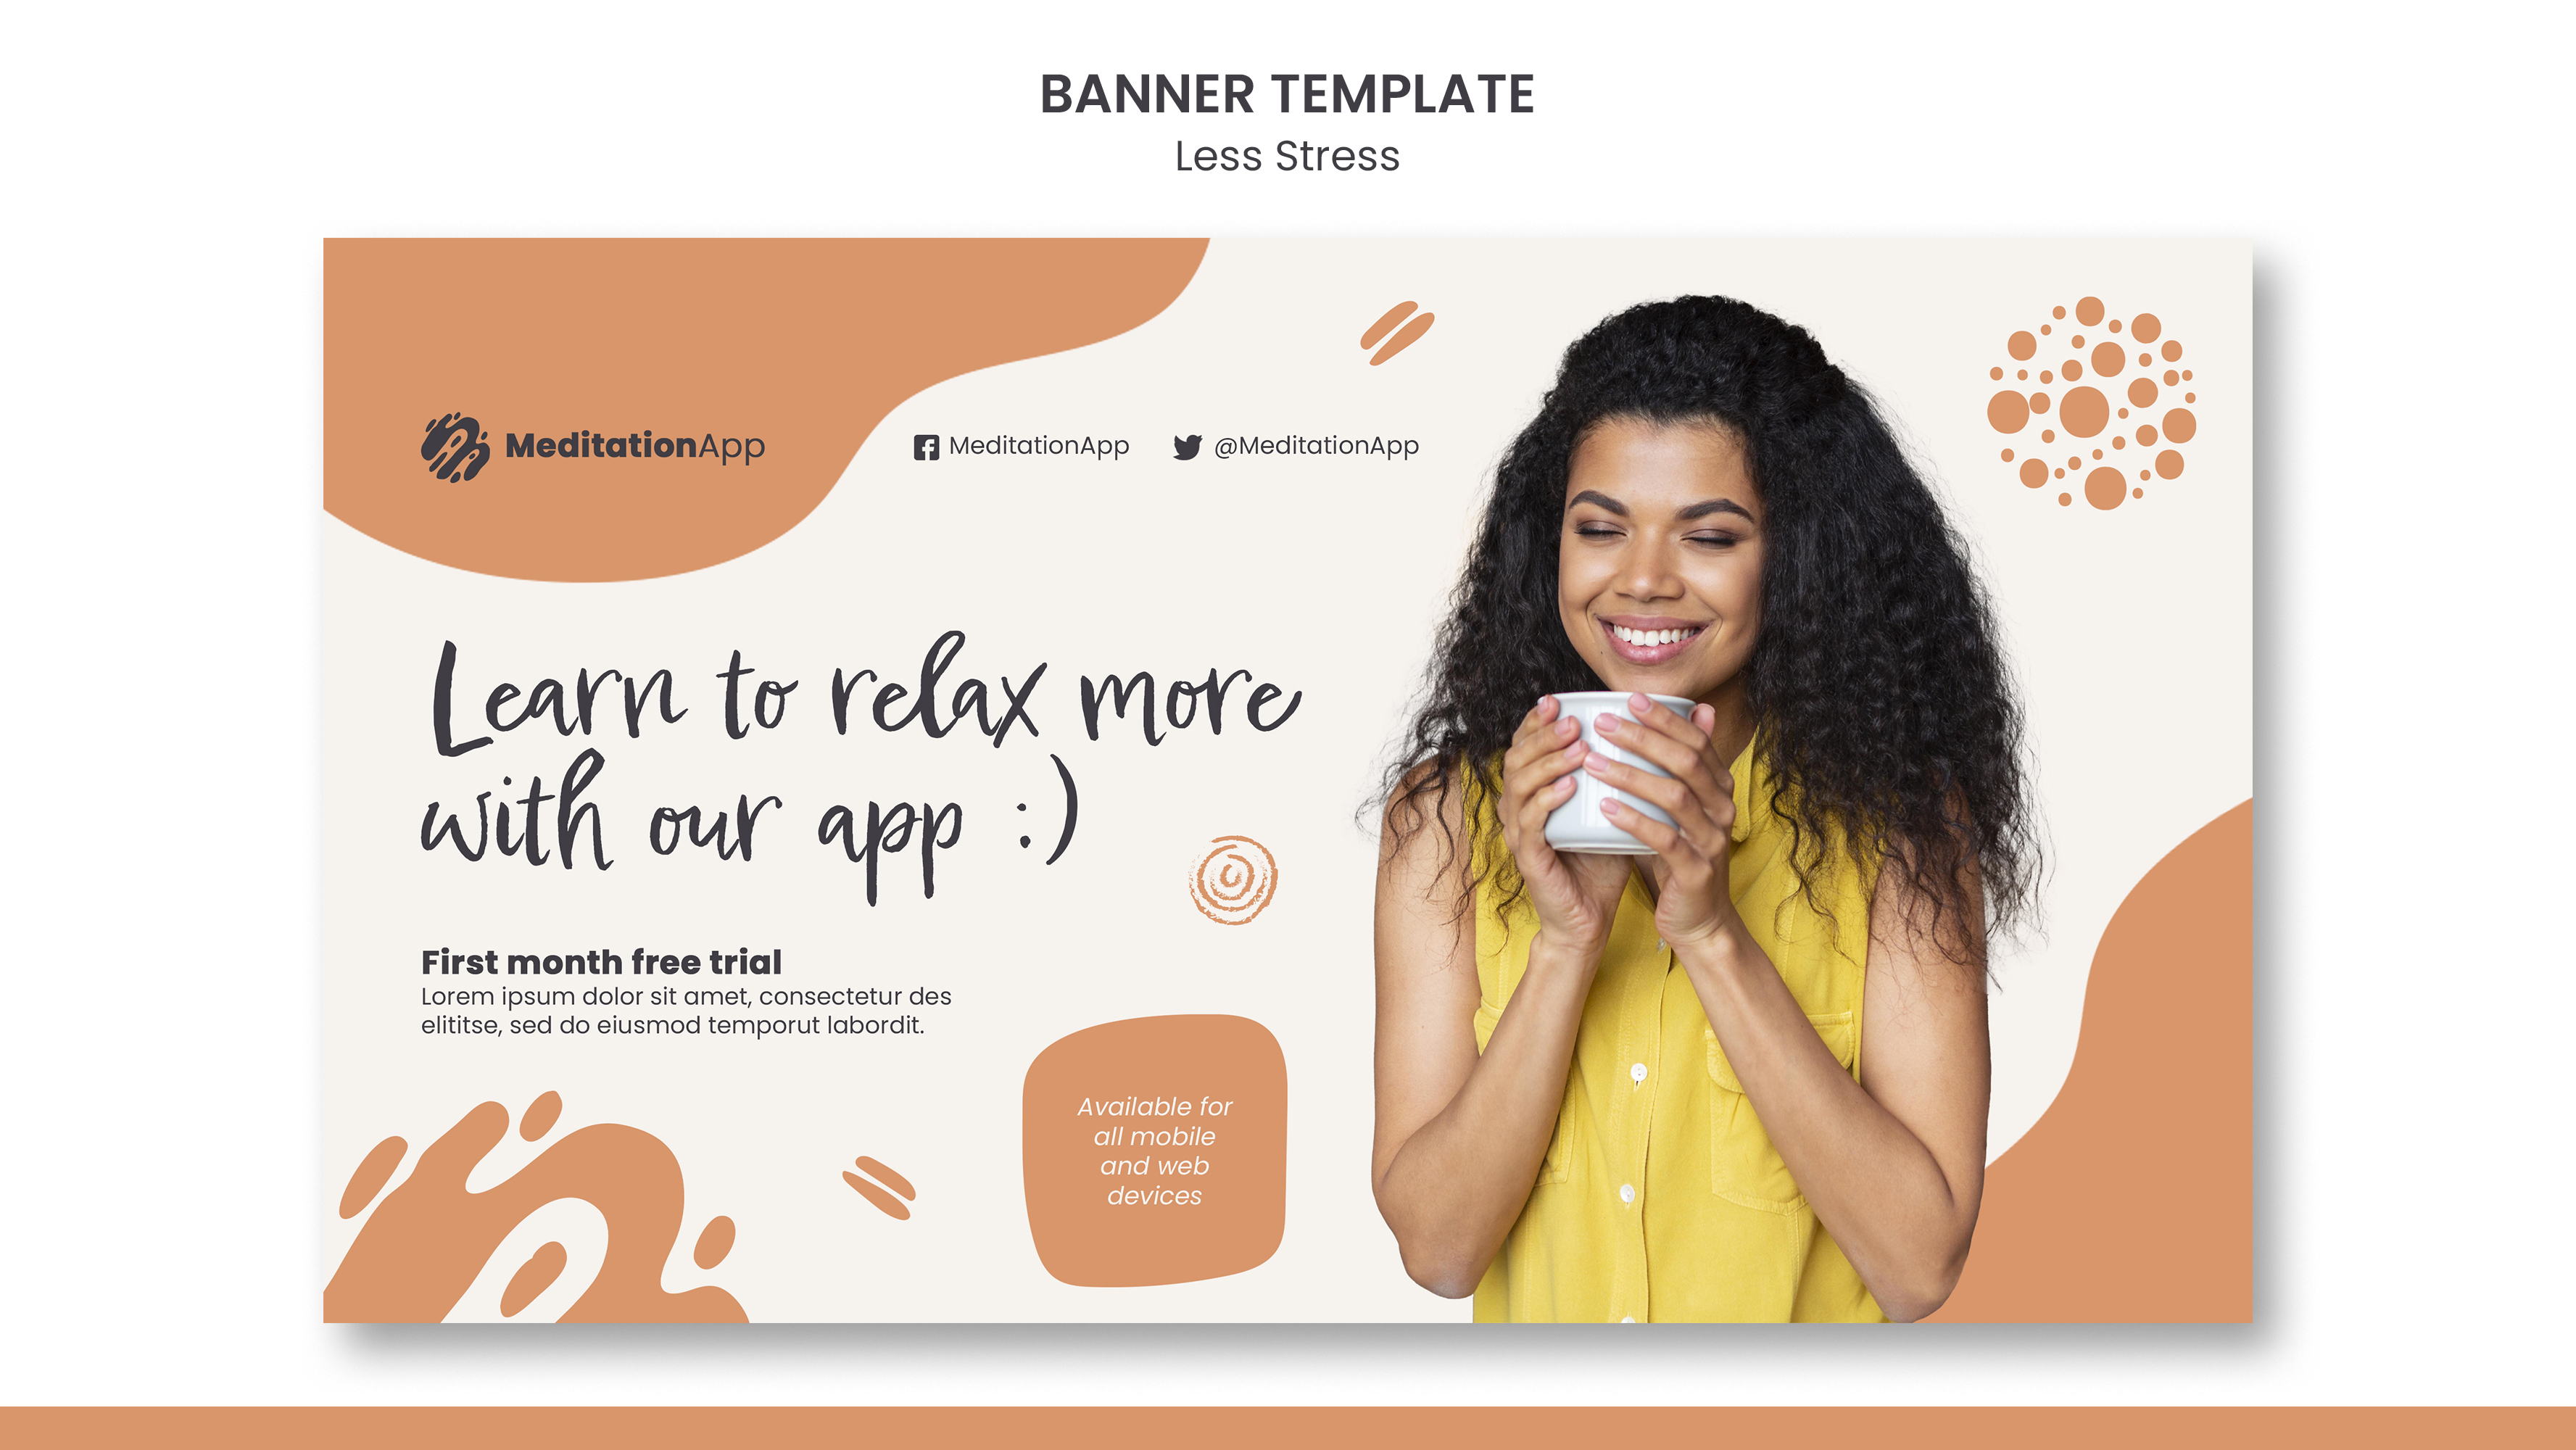 BANNER TEMPLATE
Less Stress
MeditationApp
MeditationApp
@MeditationApp
Learn to relax more
with our app :)
First month free trial
Lorem ipsum dolor sit amet, consectetur des
elititse, sed do eiusmod temporut labordit.
Available for
all mobile
and web
devices